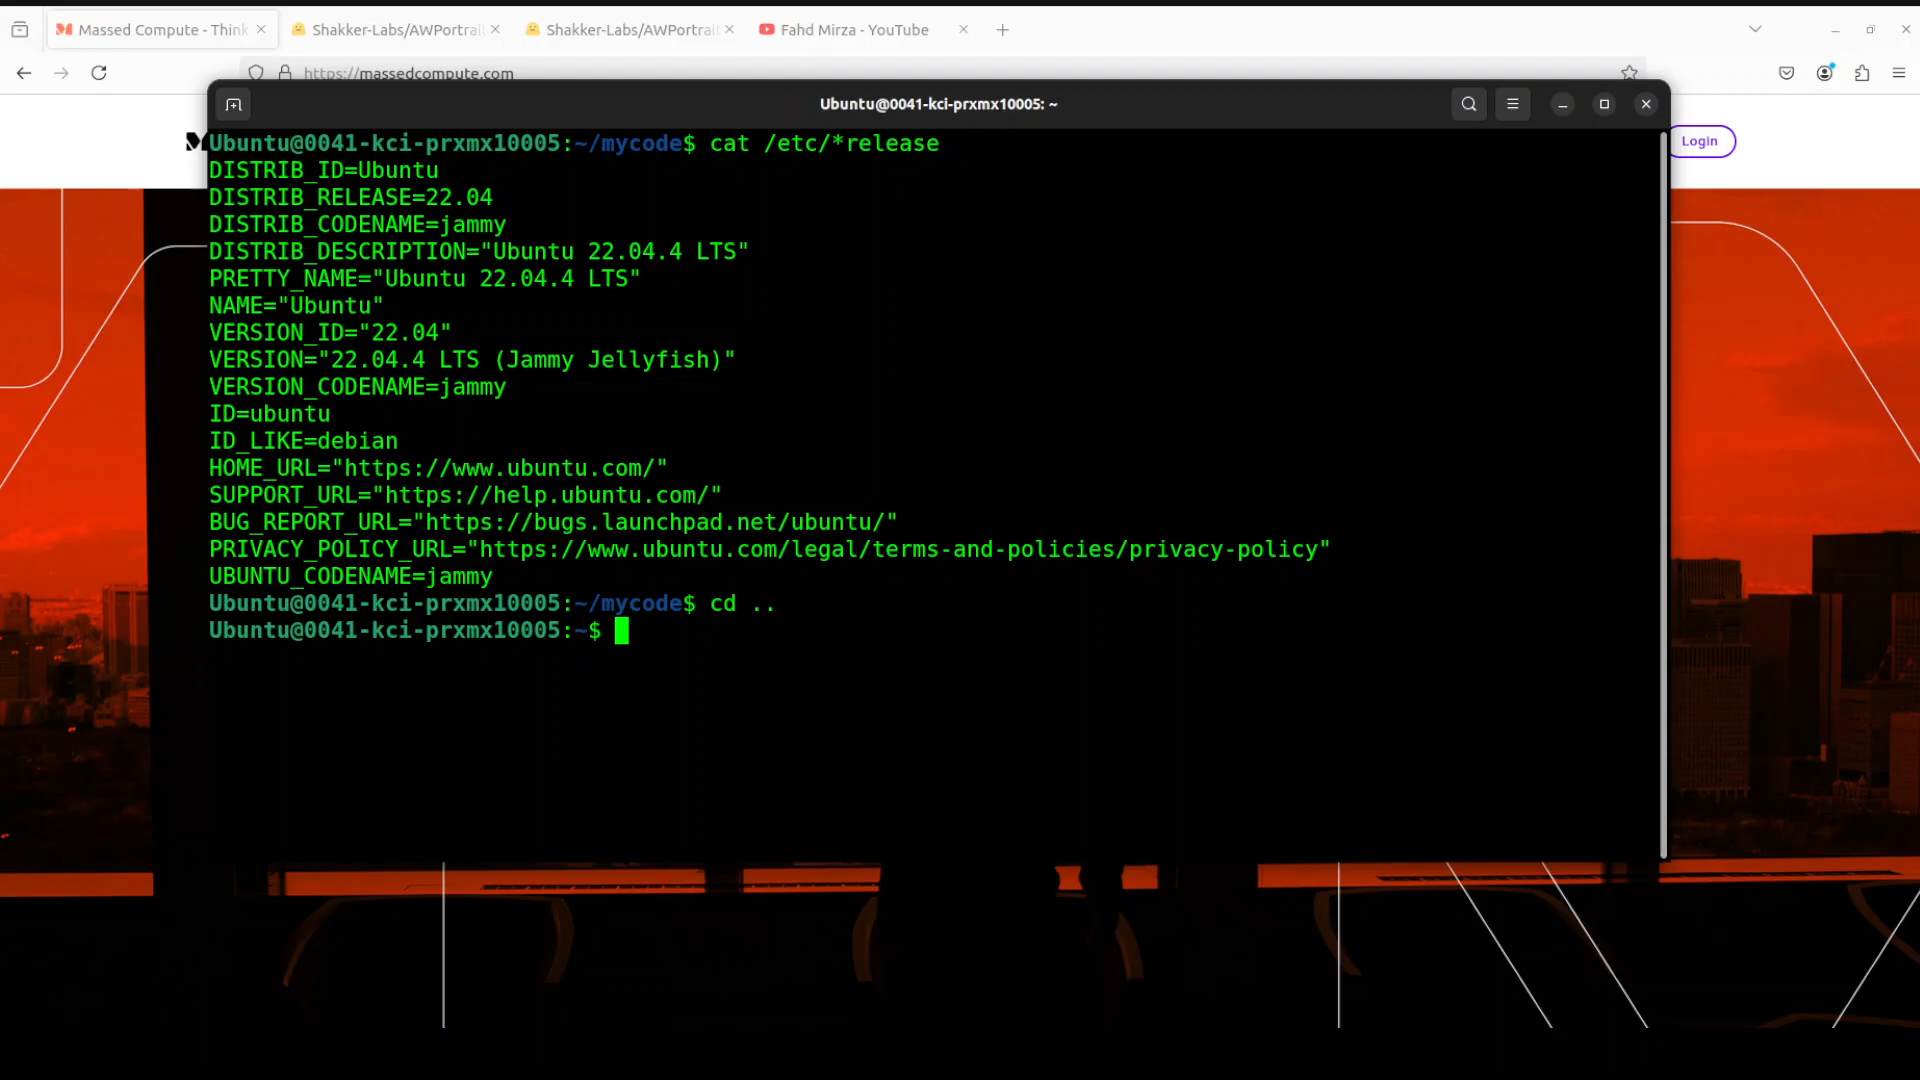 Massed Compute - Think
Shakker-Labs/AWPortrai
Shakker-Labs/AWPortrai
Fahd Mirza - YouTube
https://massedcompute.com
Ubuntu@0041-kci-prxmx10005: ~
Login
Ubuntu@0041-kci-prxmx10005:~/mycode$ cat /etc/*release
DISTRIB_ID=Ubuntu
DISTRIB_RELEASE=22.04
DISTRIB_CODENAME=jammy
DISTRIB_DESCRIPTION="Ubuntu 22.04.4 LTS"
PRETTY_NAME="Ubuntu 22.04.4 LTS"
NAME="Ubuntu"
VERSION_ID="22.04"
VERSION="22.04.4 LTS (Jammy Jellyfish)"
VERSION_CODENAME=jammy
ID=ubuntu
ID_LIKE=debian
HOME_URL="https://www.ubuntu.com/"
SUPPORT_URL="https://help.ubuntu.com/"
BUG_REPORT_URL="https://bugs.launchpad.net/ubuntu/"
PRIVACY_POLICY_URL="https://www.ubuntu.com/legal/terms-and-policies/privacy-policy"
UBUNTU_CODENAME=jammy
Ubuntu@0041-kci-prxmx10005:~/mycode$ cd ..
Ubuntu@0041-kci-prxmx10005:~$